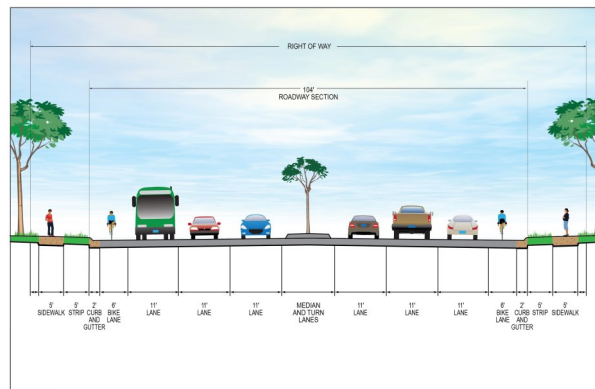 RIGHT OF WAY
104'
ROADWAY SECTION
5'
SIDEWALK
5'
STRIP
2'
CURB
AND
GUTTER
6'
BIKE
LANE
11'
LANE
11'
LANE
11'
LANE
MEDIAN
AND TURN
LANES
11'
LANE
11'
LANE
11'
LANE
6'
BIKE
LANE
2'
CURB
AND
GUTTER
5'
STRIP
5'
SIDEWALK